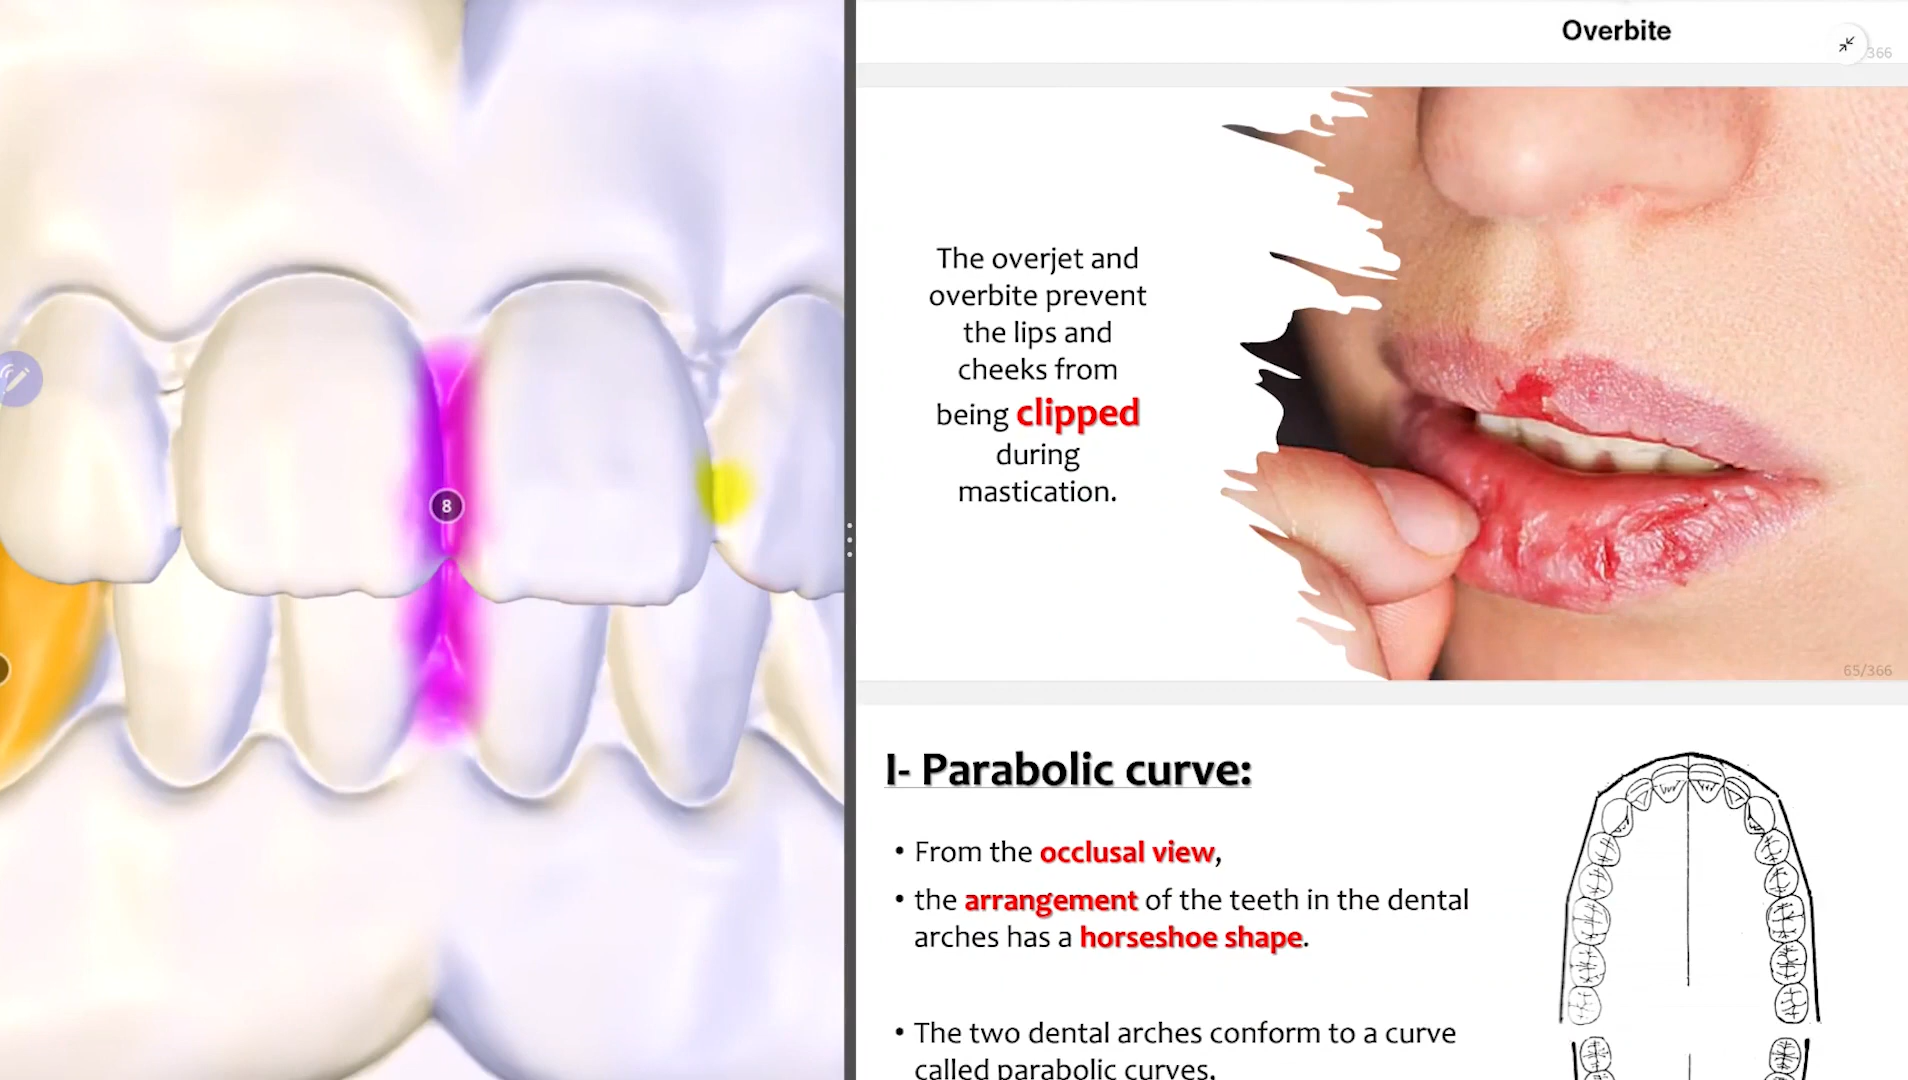 8
Overbite
366
The overjet and
overbite prevent
the lips and
cheeks from
being clipped
during
mastication.
65/366
I- Parabolic curve:
• From the occlusal view,
• the arrangement of the teeth in the dental
arches has a horseshoe shape.
• The two dental arches conform to a curve
called parabolic curves.